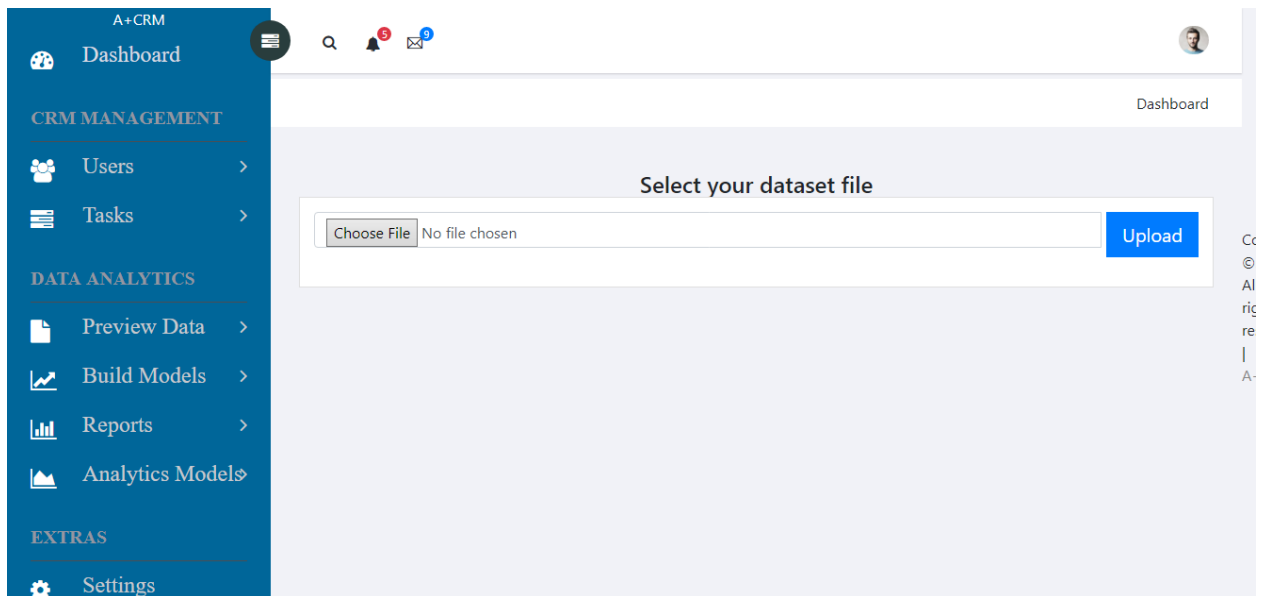 A+CRM
Dashboard
CRM MANAGEMENT
Users
Tasks
DATA ANALYTICS
Preview Data
Build Models
Reports
Analytics Models
EXTRAS
Settings
5
9
Dashboard
Select your dataset file
Choose File No file chosen
Upload
©
|